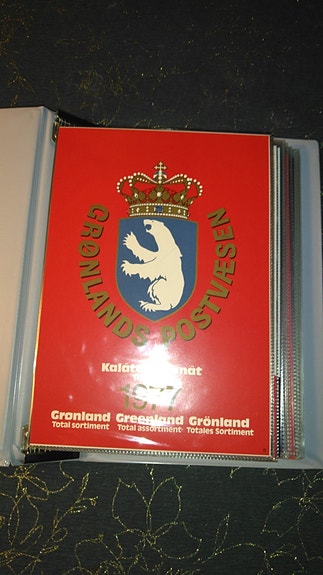 GRØNLANDS POSTVÆSEN
1977
Grønland Greenland Grönland
Total sortiment Total assortment Totales Sortiment